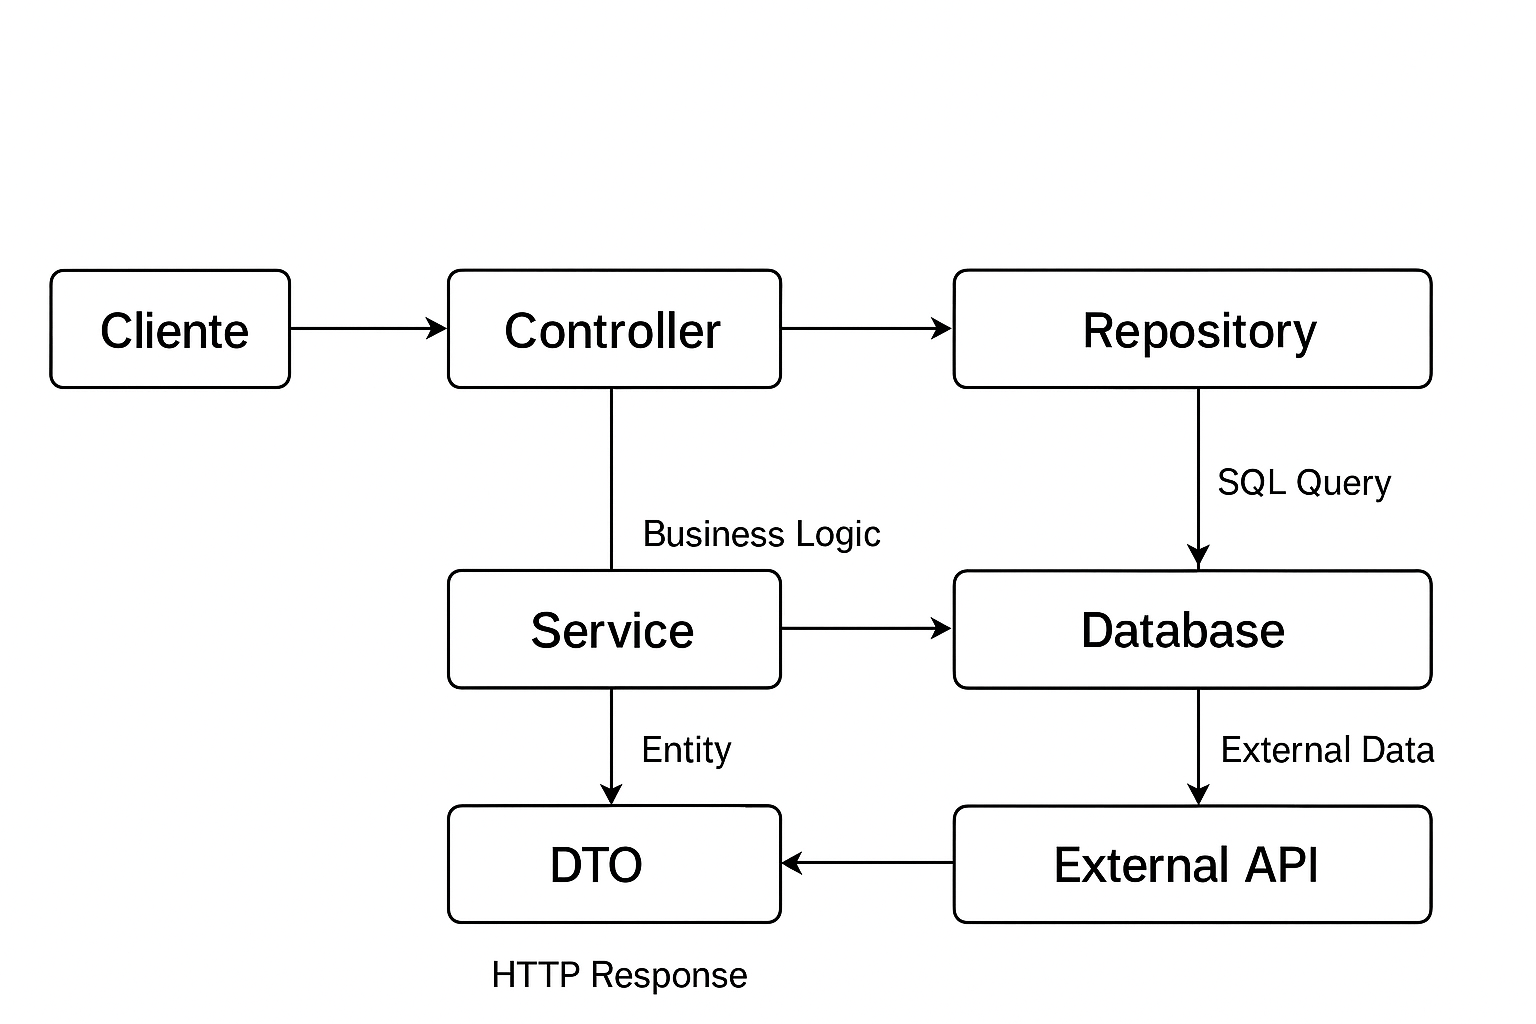 Cliente
Controller
Repository
SQL Query
Business Logic
Service
Database
Entity
External Data
DTO
External API
HTTP Response